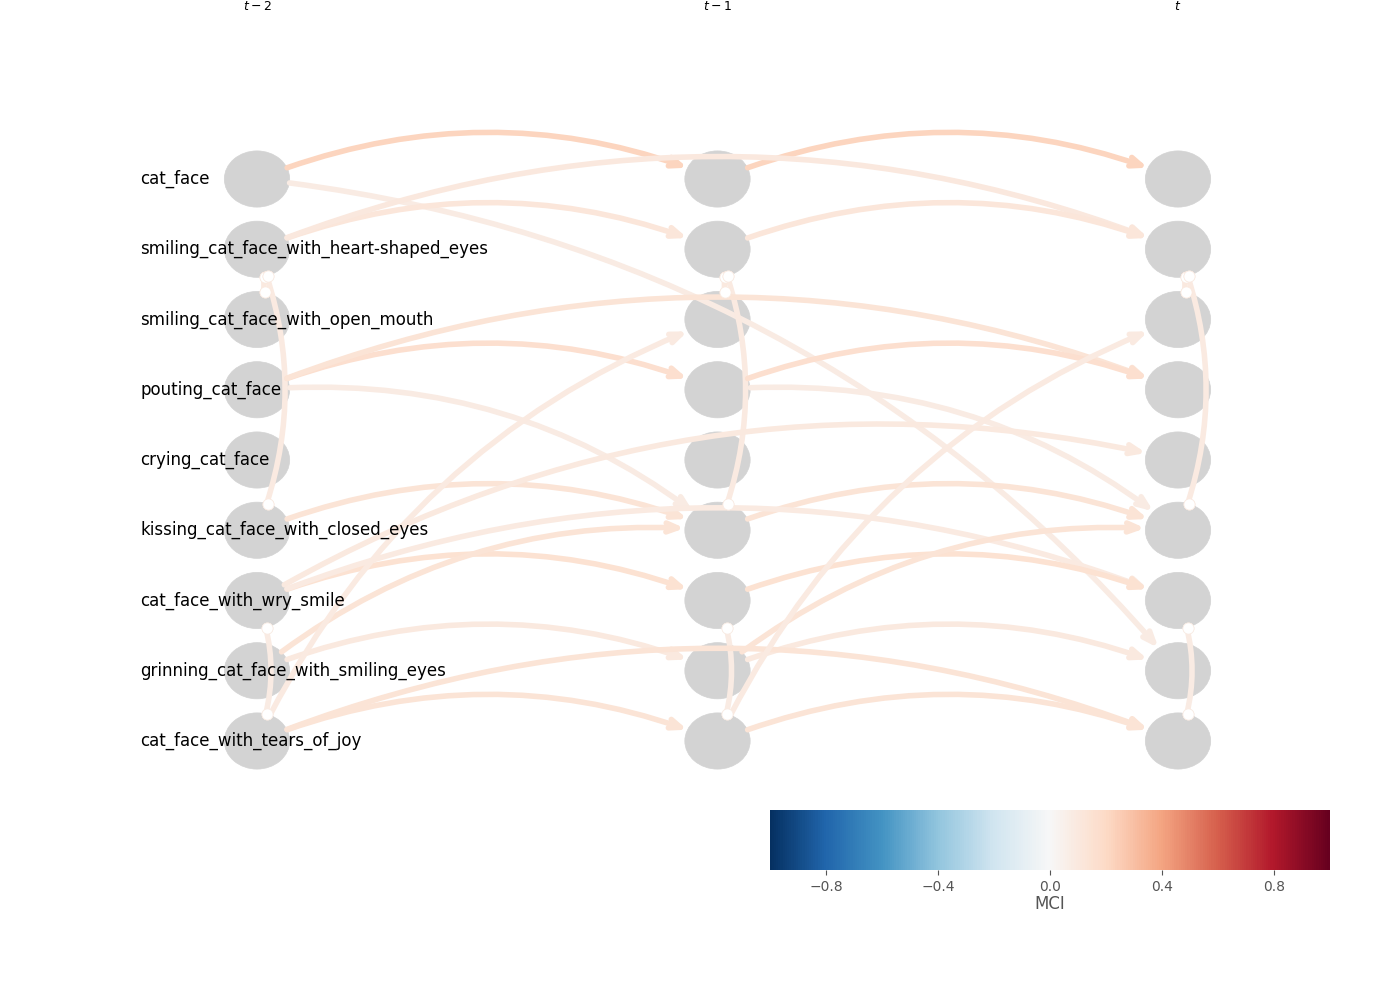 t − 2 t − 1 t
cat_face
smiling_cat_face_with_heart-shaped_eyes
smiling_cat_face_with_open_mouth
pouting_cat_face
crying_cat_face
kissing_cat_face_with_closed_eyes
cat_face_with_wry_smile
grinning_cat_face_with_smiling_eyes
cat_face_with_tears_of_joy
−0.8 −0.4 0.0 0.4 0.8
MCI